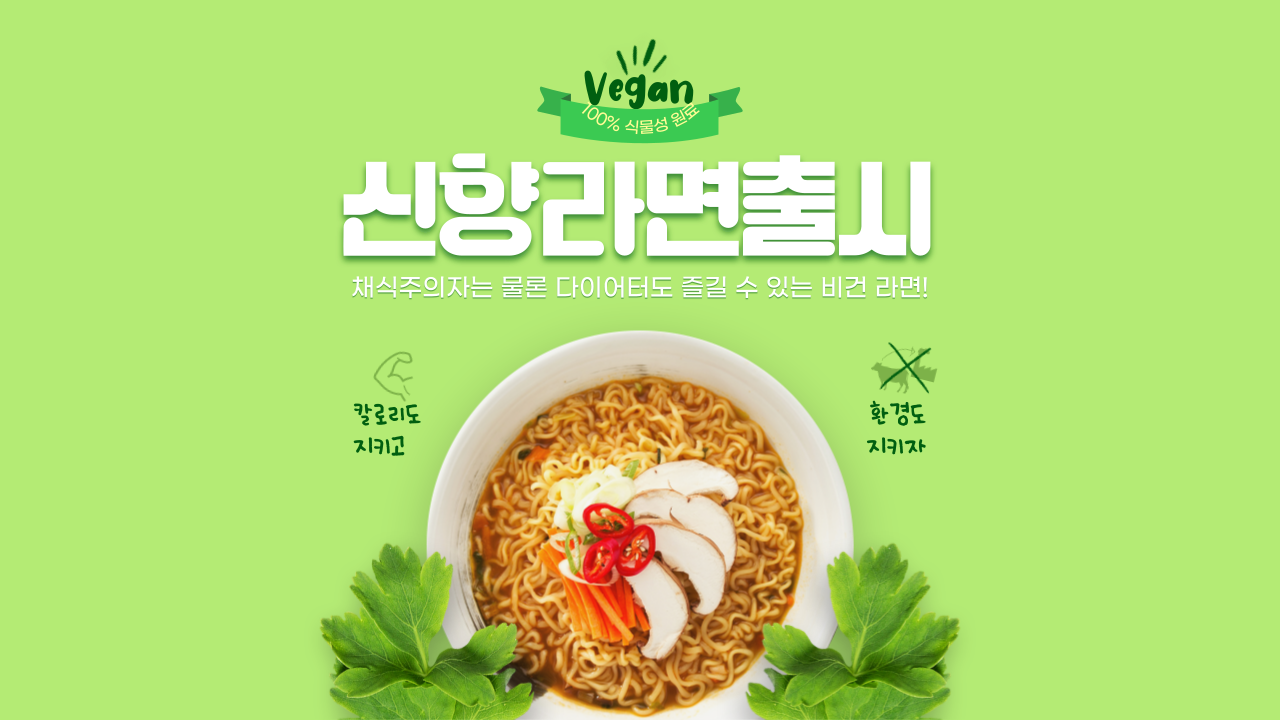 Vegan
100% 식물성 원료
신향라면출시
채식주의자는 물론 다이어터도 즐길 수 있는 비건 라면!
칼로리도
지키고
환경도
지키자